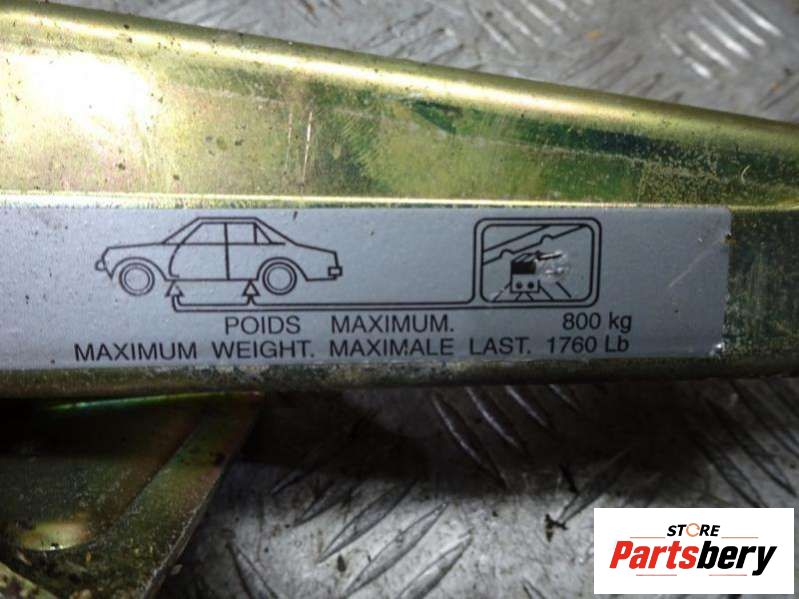 POIDS MAXIMUM. 800 kg
MAXIMUM WEIGHT. MAXIMALE LAST. 1760 Lb
STORE
Partsbery